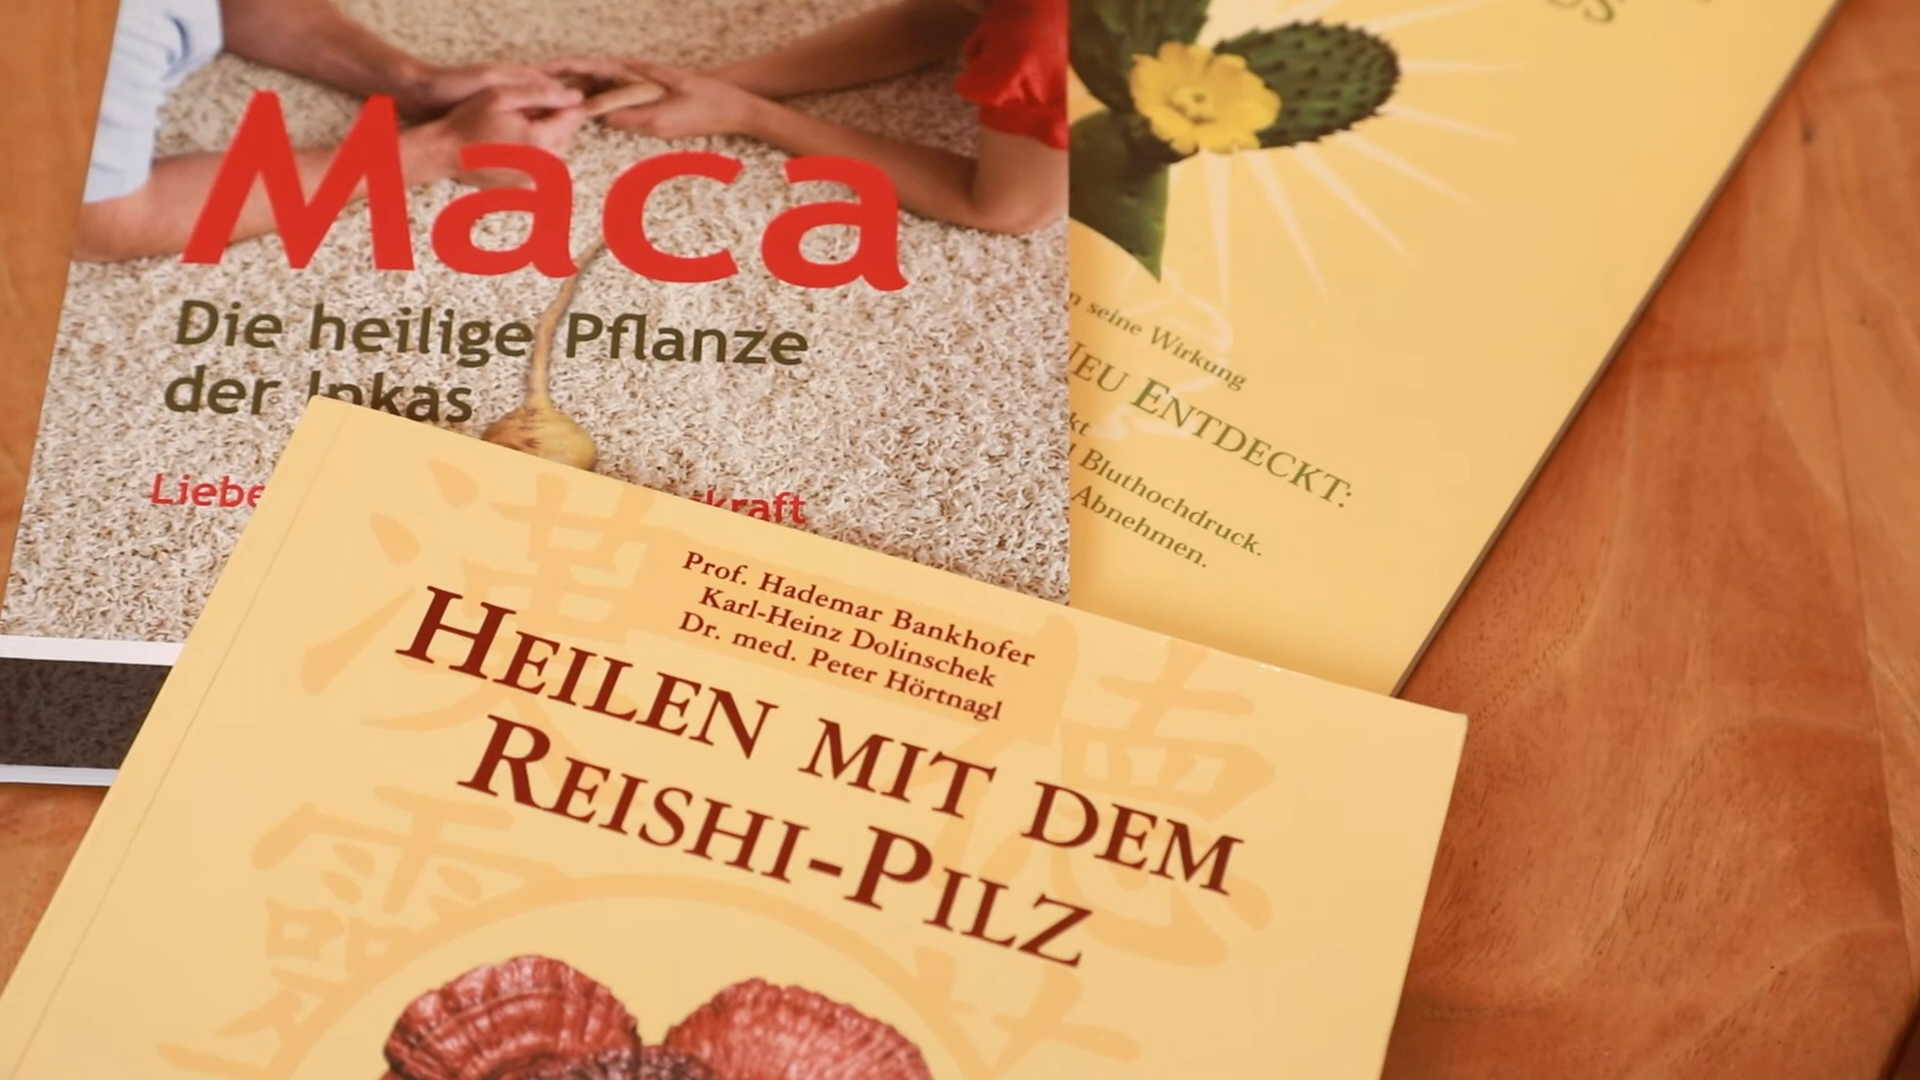 Maca
Die heilige Pflanze
der Inkas
Liebe
kraft
seine Wirkung
NEU ENTDECKT:
Bluthochdruck.
Abnehmen.
Prof. Hademar Bankhofer
Karl-Heinz Dolinschek
Dr. med. Peter Hörtnagl
HEILEN MIT DEM
REISHI-PILZ